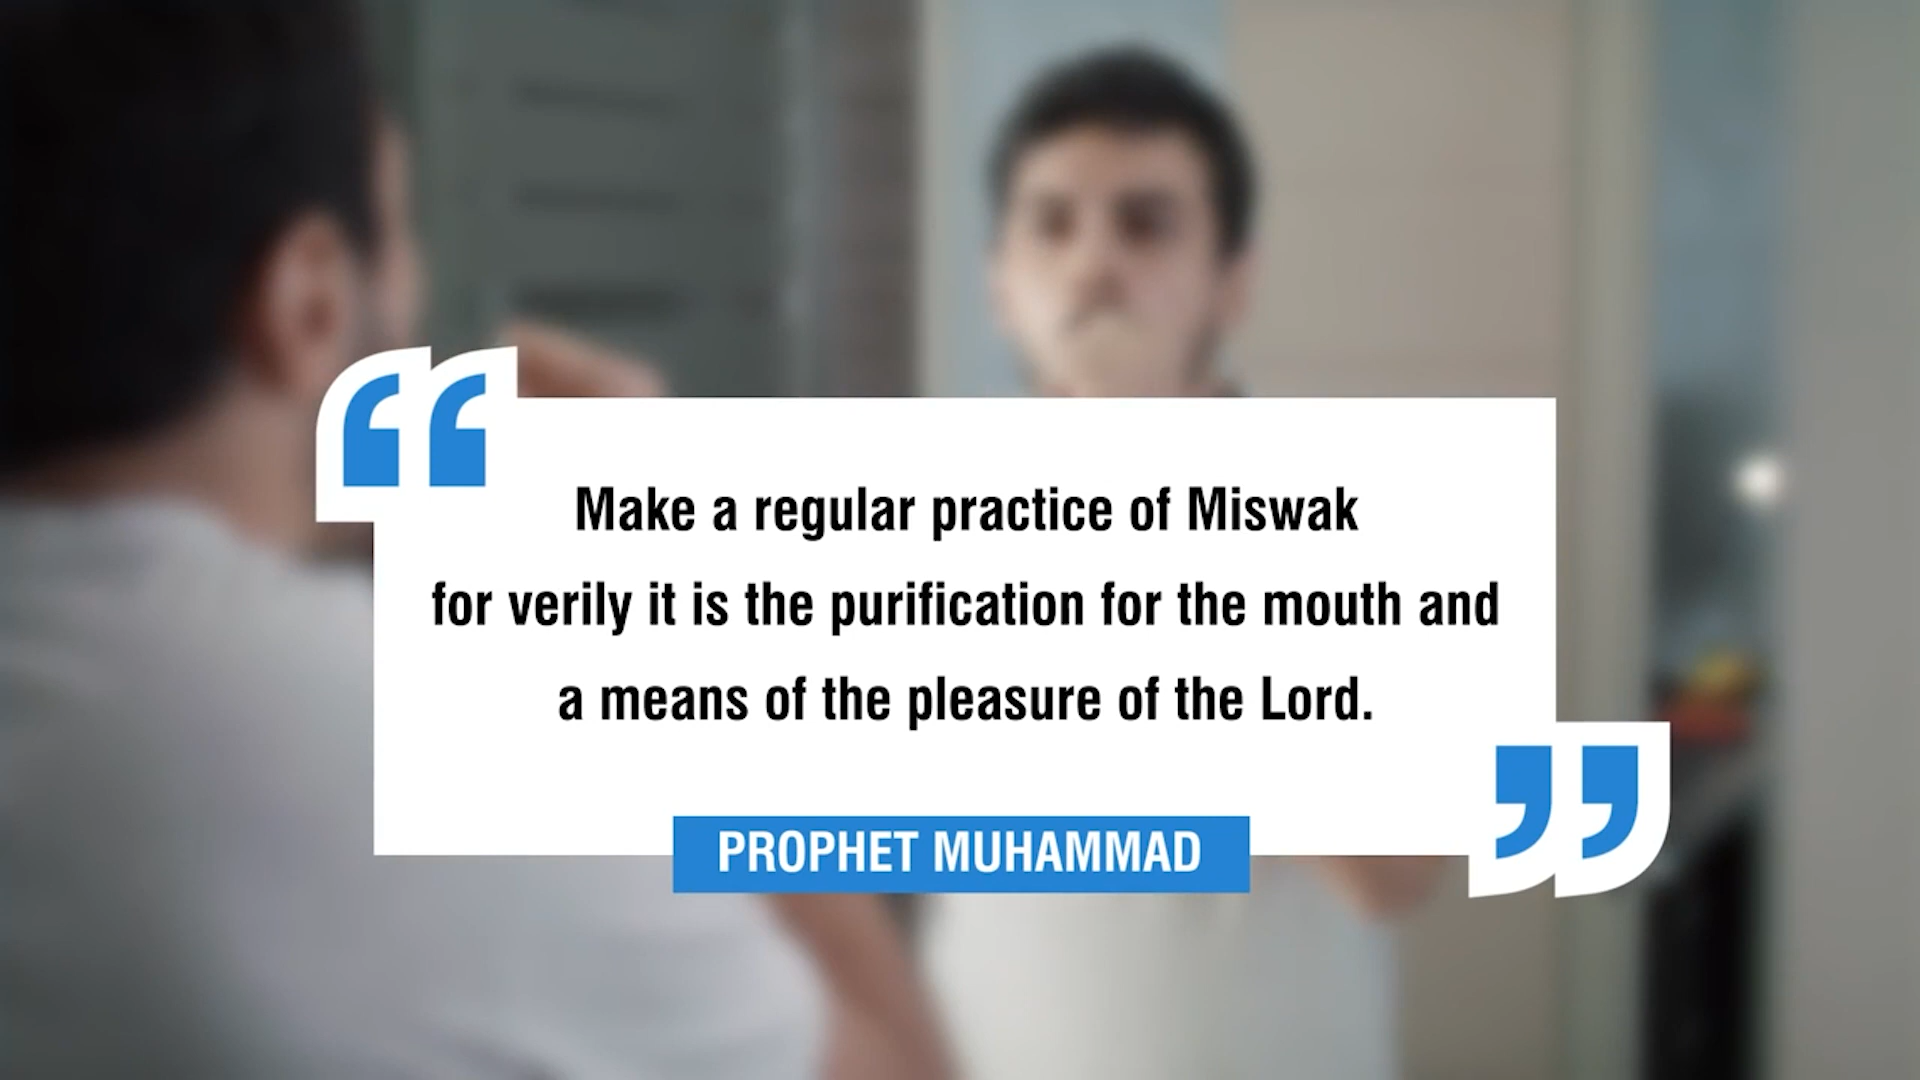 Make a regular practice of Miswak
for verily it is the purification for the mouth and
a means of the pleasure of the Lord.
PROPHET MUHAMMAD